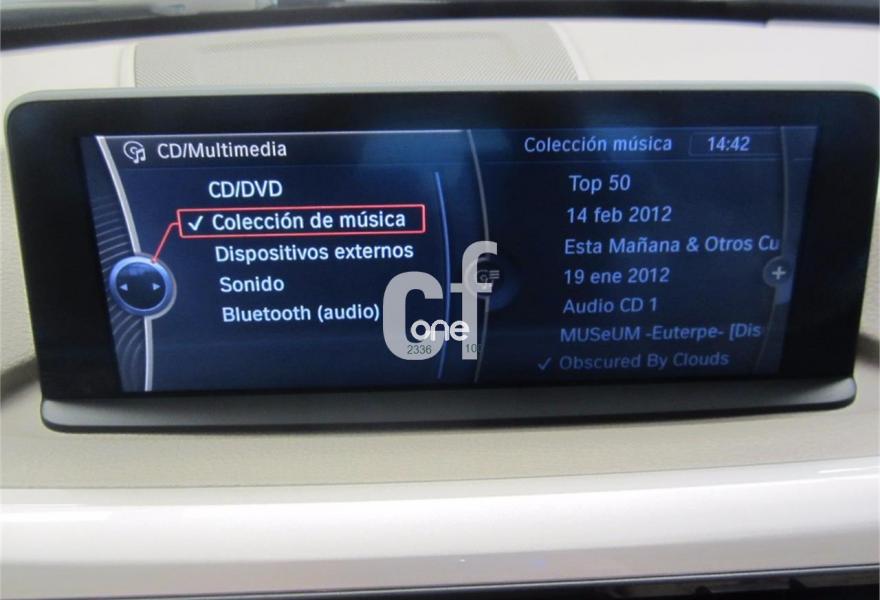 CD/Multimedia
CD/DVD
✓ Colección de música
Dispositivos externos
Sonido
Bluetooth (audio)
Colección música 14:42
Top 50
14 feb 2012
Esta Mañana & Otros Cu
19 ene 2012
Audio CD 1
MUSeUM -Euterpe- [Dis
✓ Obscured By Clouds
cf
one
2336